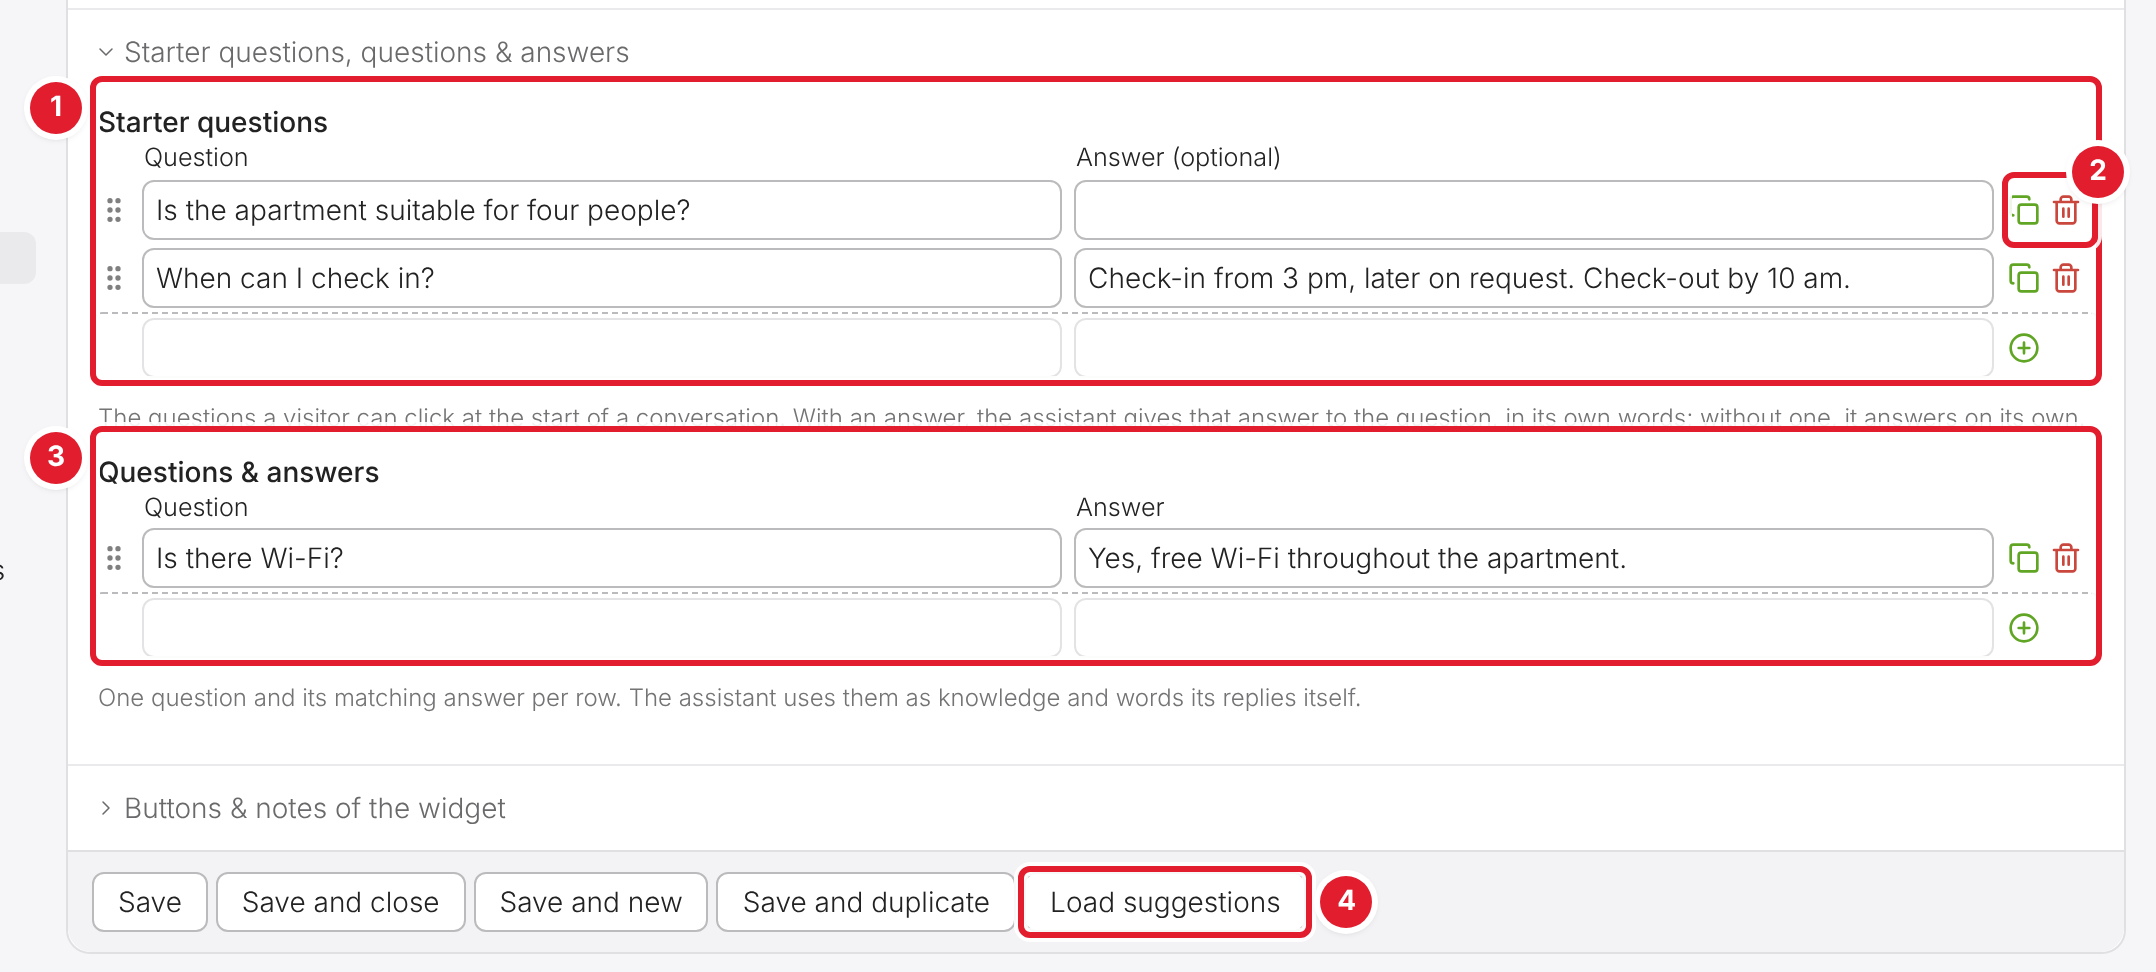 Starter questions, questions & answers
1
Starter questions
Question Answer (optional)
2
Is the apartment suitable for four people?
When can I check in? Check-in from 3 pm, later on request. Check-out by 10 am.
The questions a visitor can click at the start of a conversation. With an answer, the assistant gives that answer to the question, in its own words; without one, it answers on its own.
3
Questions & answers
Question Answer
Is there Wi-Fi? Yes, free Wi-Fi throughout the apartment.
One question and its matching answer per row. The assistant uses them as knowledge and words its replies itself.
Buttons & notes of the widget
Save Save and close Save and new Save and duplicate Load suggestions 4